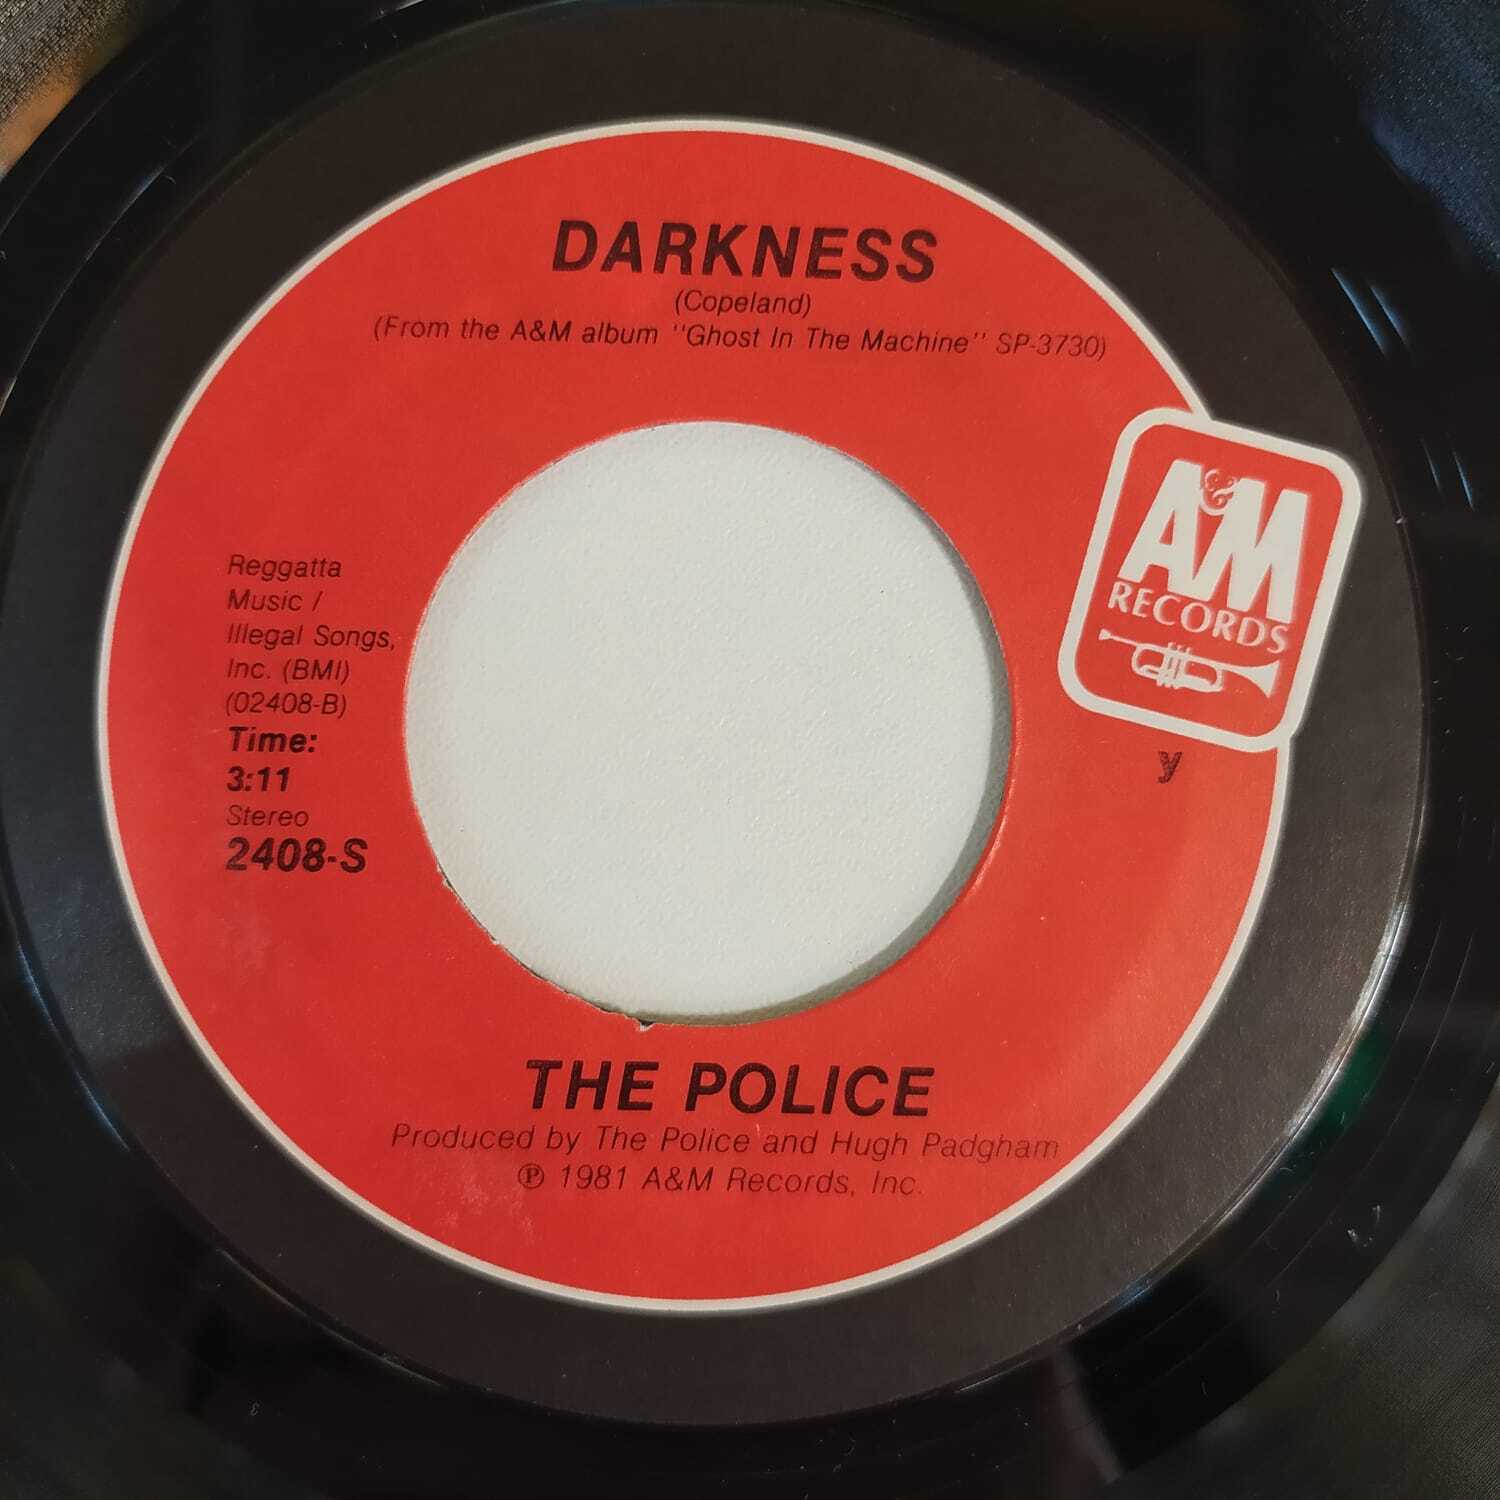 DARKNESS
(Copeland)
(From the A&M album "Ghost In The Machine" SP-3730)
A&M
RECORDS
Reggatta
Music /
Illegal Songs,
Inc. (BMI)
(02408-B)
Time:
3:11
Stereo
2408-S
y
THE POLICE
Produced by The Police and Hugh Padgham
℗ 1981 A&M Records, Inc.